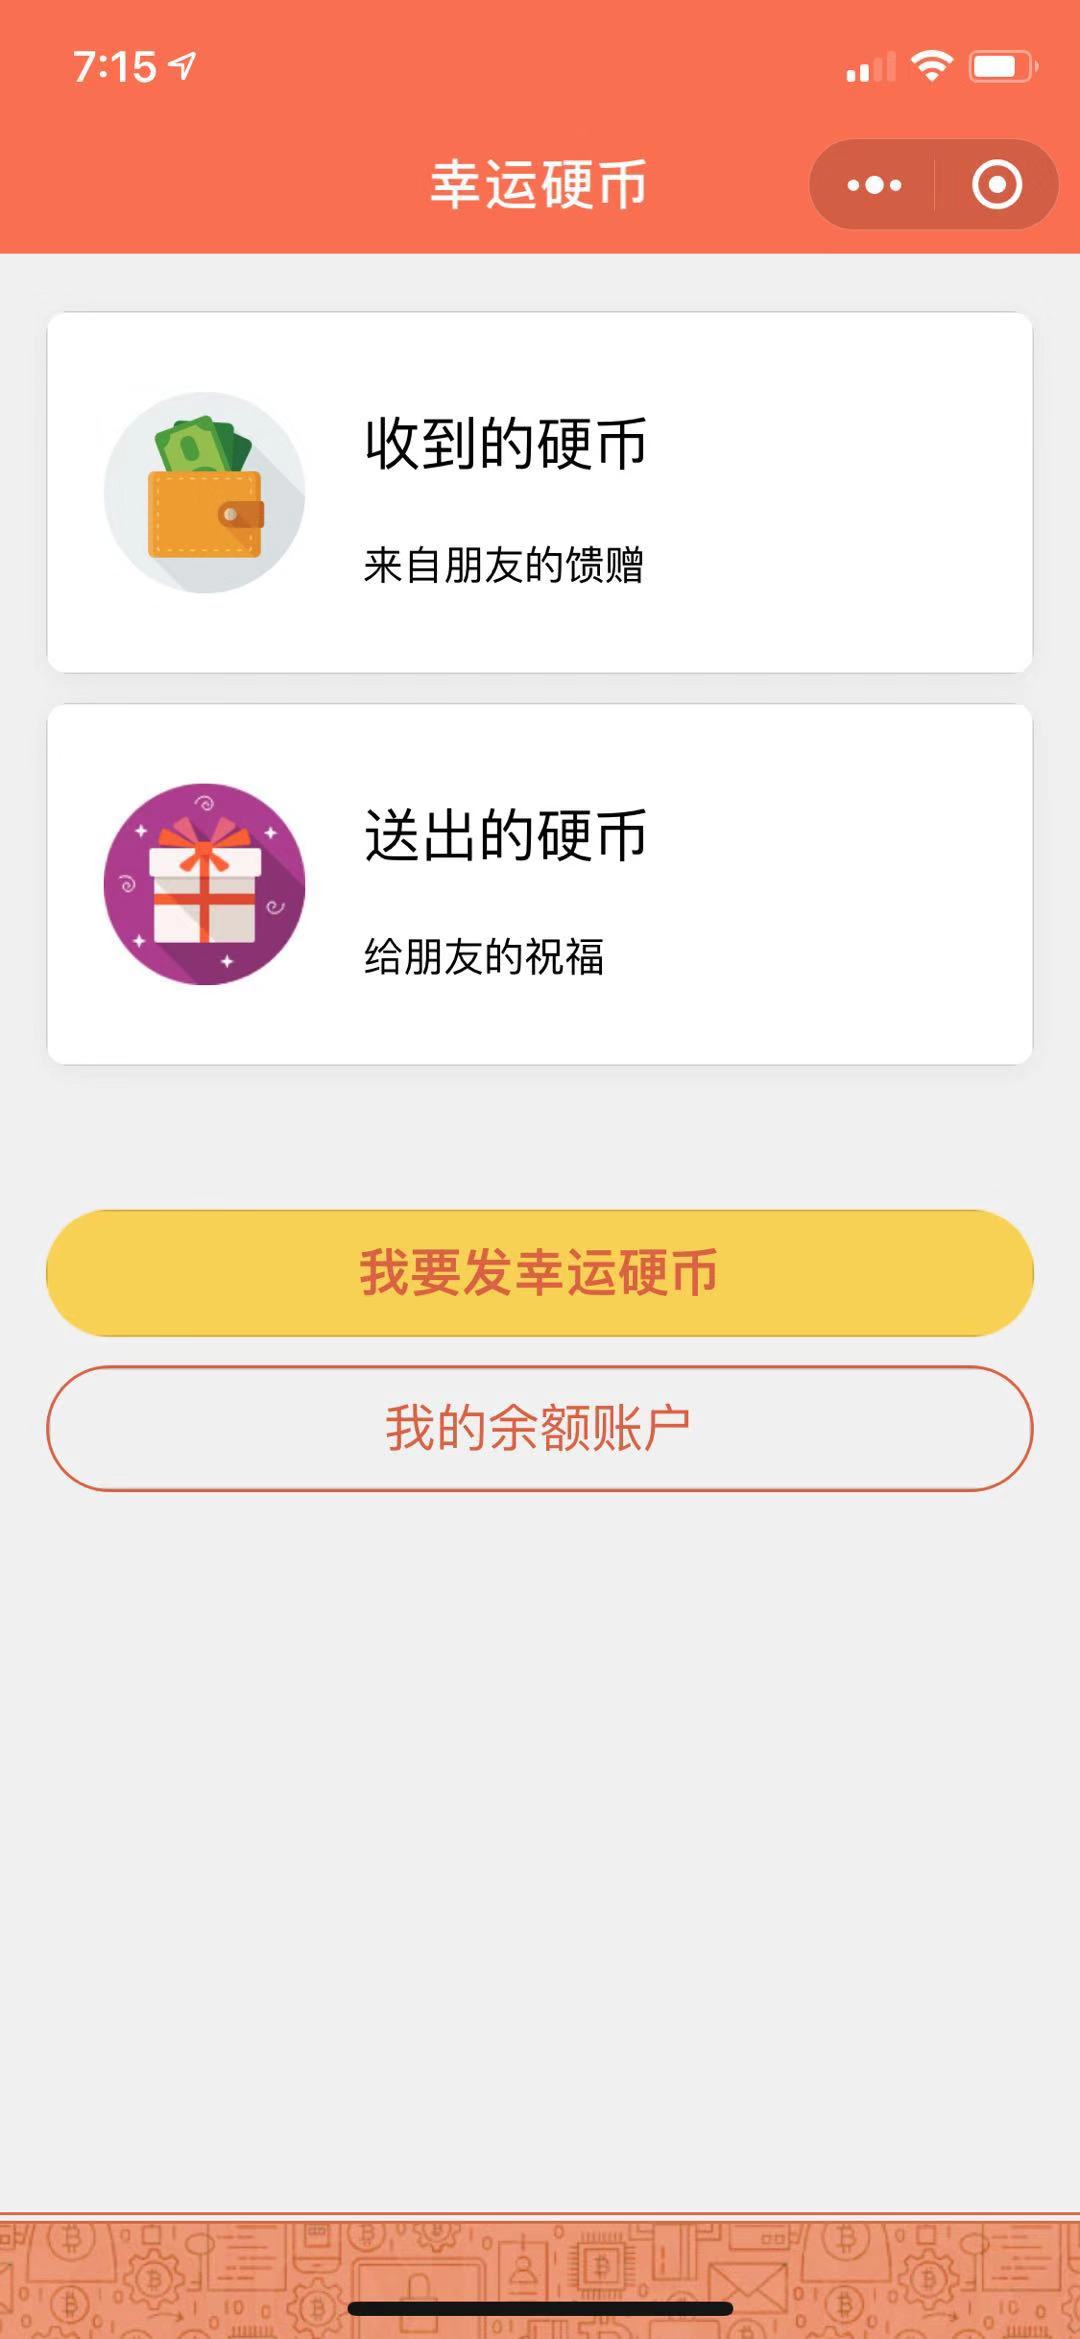 7:15
幸运硬币
收到的硬币
来自朋友的馈赠
送出的硬币
给朋友的祝福
我要发幸运硬币
我的余额账户